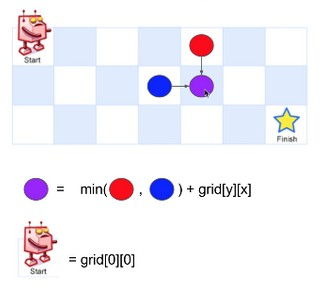 Start
Finish
= min( , ) + grid[y][x]
Start
= grid[0][0]